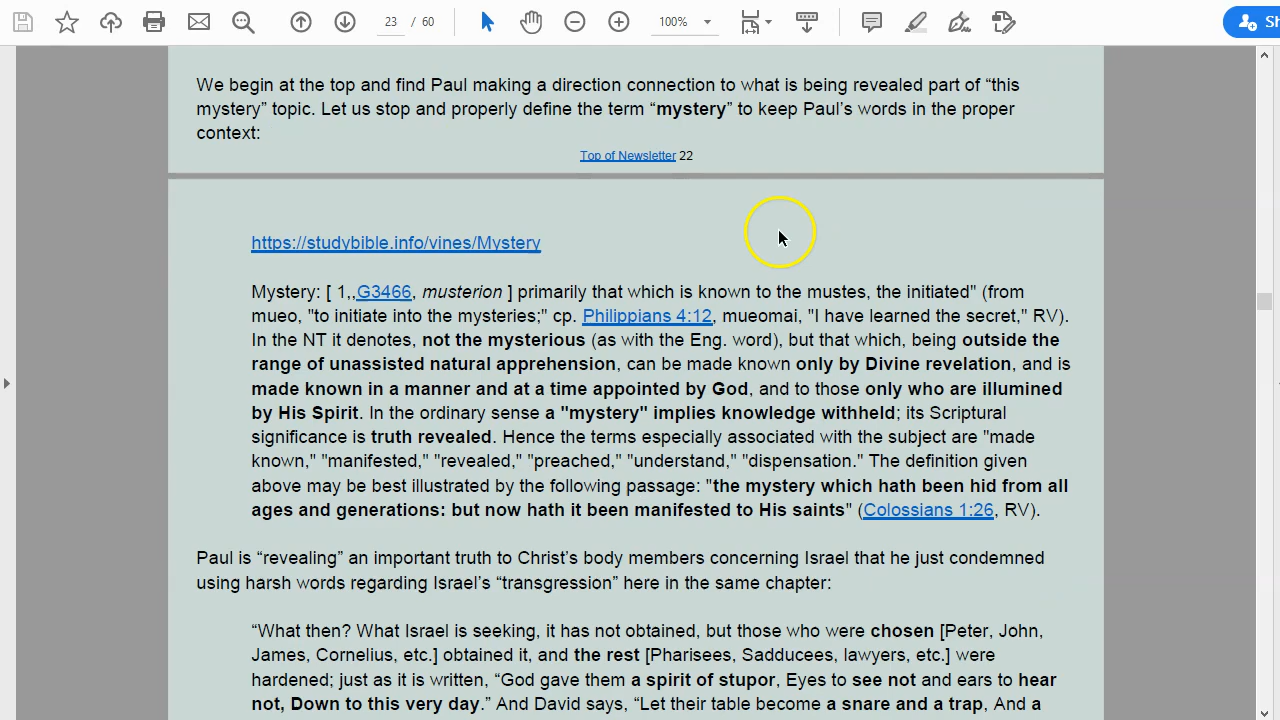 23 / 60
100%
Sh
We begin at the top and find Paul making a direction connection to what is being revealed part of “this
mystery” topic. Let us stop and properly define the term “mystery” to keep Paul’s words in the proper
context:
Top of Newsletter 22
https://studybible.info/vines/Mystery
Mystery: [ 1,,G3466, musterion ] primarily that which is known to the mustes, the initiated" (from
mueo, "to initiate into the mysteries;" cp. Philippians 4:12, mueomai, "I have learned the secret," RV).
In the NT it denotes, not the mysterious (as with the Eng. word), but that which, being outside the
range of unassisted natural apprehension, can be made known only by Divine revelation, and is
made known in a manner and at a time appointed by God, and to those only who are illumined
by His Spirit. In the ordinary sense a "mystery" implies knowledge withheld; its Scriptural
significance is truth revealed. Hence the terms especially associated with the subject are "made
known," "manifested," "revealed," "preached," "understand," "dispensation." The definition given
above may be best illustrated by the following passage: "the mystery which hath been hid from all
ages and generations: but now hath it been manifested to His saints" (Colossians 1:26, RV).
Paul is “revealing” an important truth to Christ’s body members concerning Israel that he just condemned
using harsh words regarding Israel’s “transgression” here in the same chapter:
“What then? What Israel is seeking, it has not obtained, but those who were chosen [Peter, John,
James, Cornelius, etc.] obtained it, and the rest [Pharisees, Sadducees, lawyers, etc.] were
hardened; just as it is written, “God gave them a spirit of stupor, Eyes to see not and ears to hear
not, Down to this very day.” And David says, “Let their table become a snare and a trap, And a